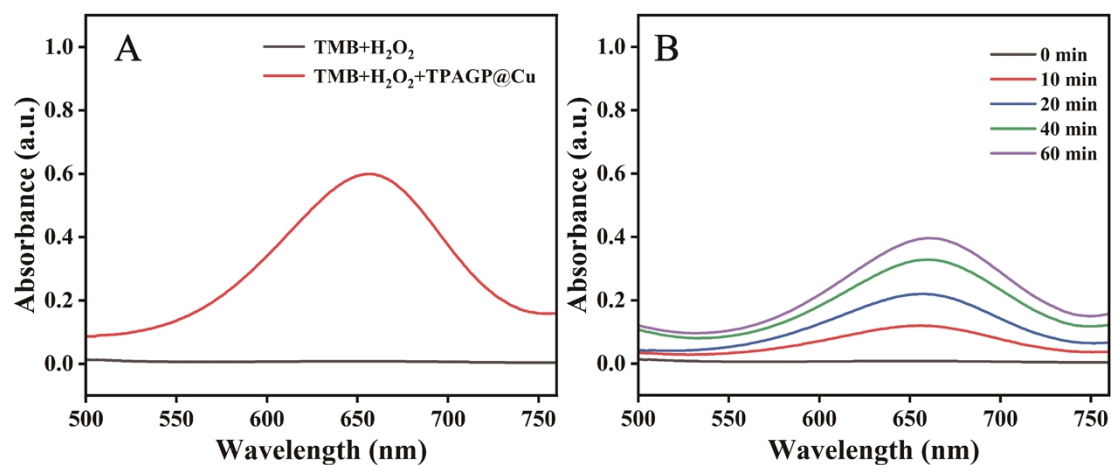 A
TMB+H₂O₂
TMB+H₂O₂+TPAGP@Cu
1.0
0.8
0.6
0.4
0.2
0.0
Absorbance (a.u.)
500 550 600 650 700 750
Wavelength (nm)
B
0 min
10 min
20 min
40 min
60 min
1.0
0.8
0.6
0.4
0.2
0.0
Absorbance (a.u.)
500 550 600 650 700 750
Wavelength (nm)